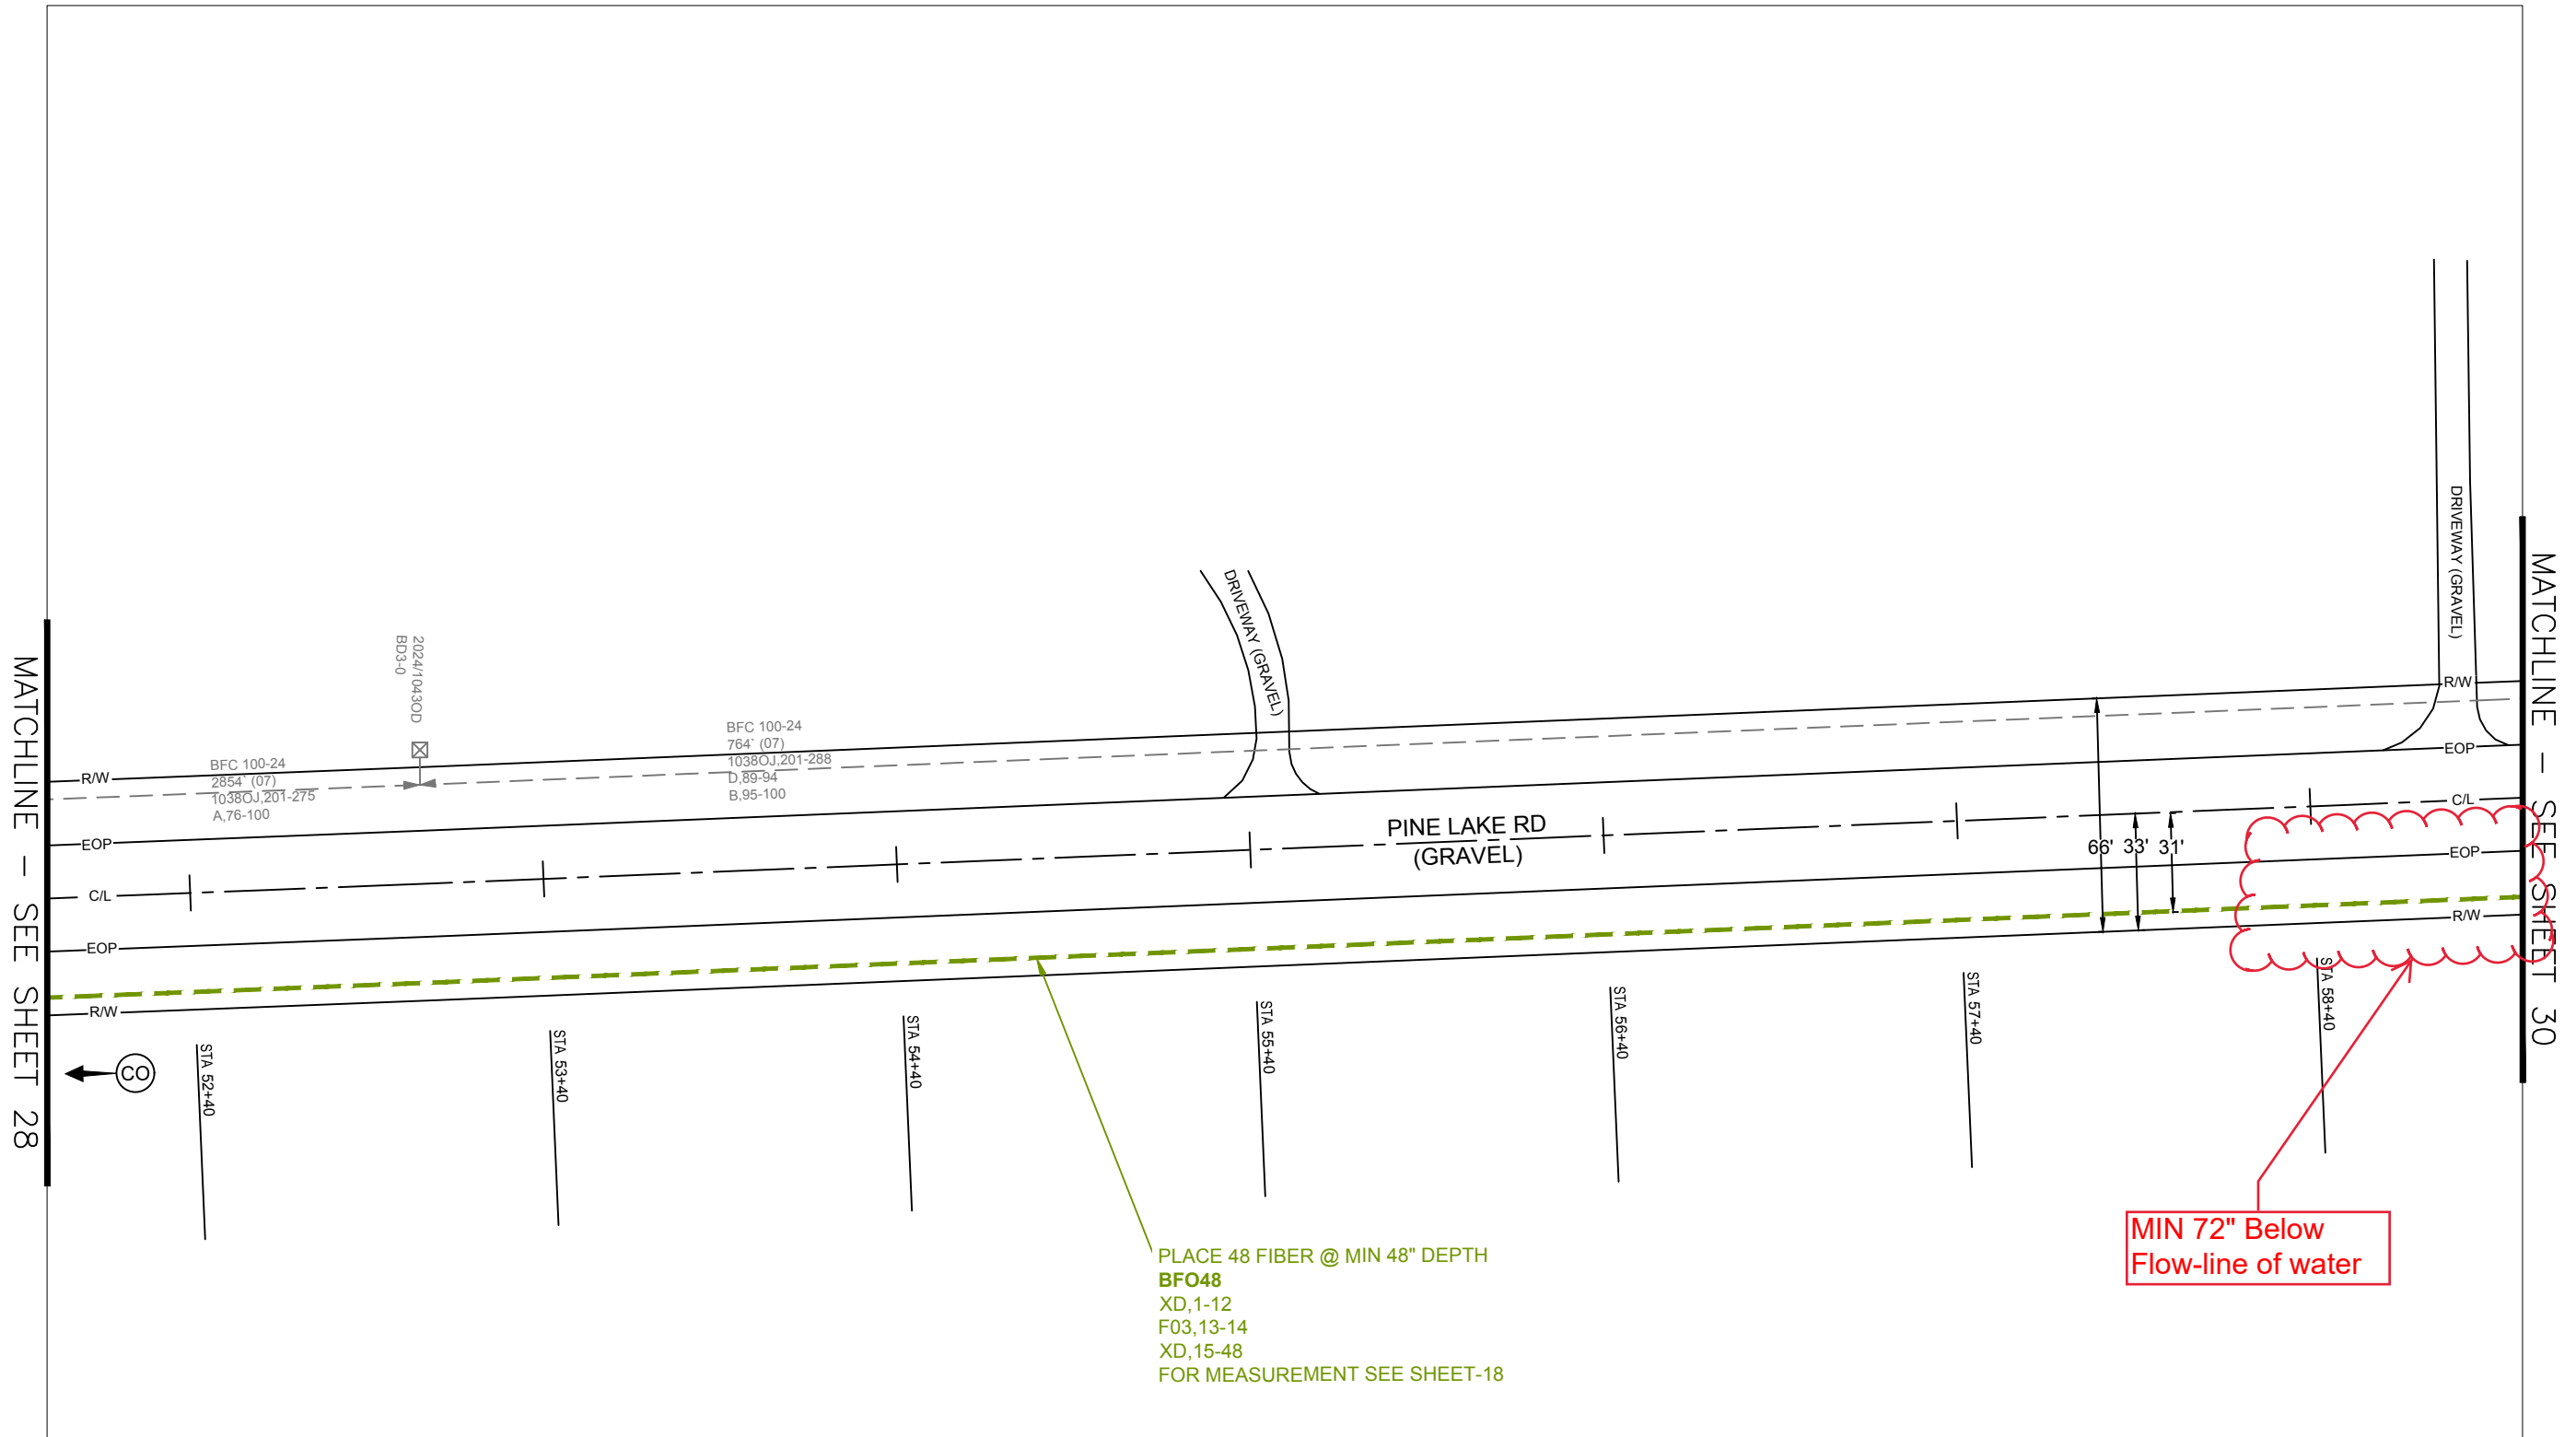 MATCHLINE - SEE SHEET 28
MATCHLINE - SEE SHEET 30
DRIVEWAY (GRAVEL)
DRIVEWAY (GRAVEL)
2024/1043OD
BD3-0
BFC 100-24
2854` (07)
1038OJ,201-275
A,76-100
BFC 100-24
764` (07)
1038OJ,201-288
D,89-94
B,95-100
R/W
EOP
C/L
EOP
R/W
R/W
EOP
C/L
EOP
R/W
PINE LAKE RD
(GRAVEL)
66' 33' 31'
CO
STA 52+40
STA 53+40
STA 54+40
STA 55+40
STA 56+40
STA 57+40
STA 58+40
PLACE 48 FIBER @ MIN 48" DEPTH
BFO48
XD,1-12
F03,13-14
XD,15-48
FOR MEASUREMENT SEE SHEET-18
MIN 72" Below
Flow-line of water